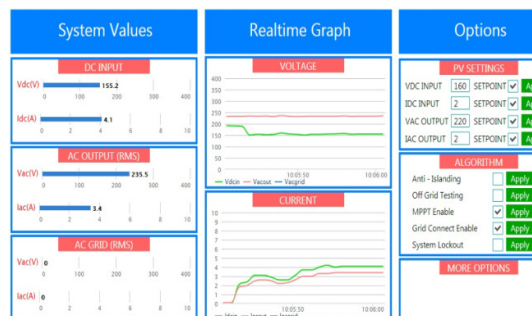 System Values
DC INPUT
Vdc(V) 155.2
0 100 200 300 400
Idc(A) 4.1
0 2 4 6 8 10
AC OUTPUT (RMS)
Vac(V) 235.5
0 100 200 300 400
Iac(A) 3.4
0 2 4 6 8 10
AC GRID (RMS)
Vac(V) 0
0 100 200 300 400
Iac(A) 0
0 2 4 6 8 10
Realtime Graph
VOLTAGE
400
350
300
250
200
150
100
50
0
10:05:50 10:06:00
Vdcin Vacout Vacgrid
CURRENT
10
9
8
7
6
5
4
3
2
1
0
10:05:50 10:06:00
Options
PV SETTINGS
VDC INPUT 160 SETPOINT
IDC INPUT 2 SETPOINT
VAC OUTPUT 220 SETPOINT
IAC OUTPUT 2 SETPOINT
ALGORITHM
Anti - Islanding Apply
Off Grid Testing Apply
MPPT Enable Apply
Grid Connect Enable Apply
System Lockout Apply
MORE OPTIONS